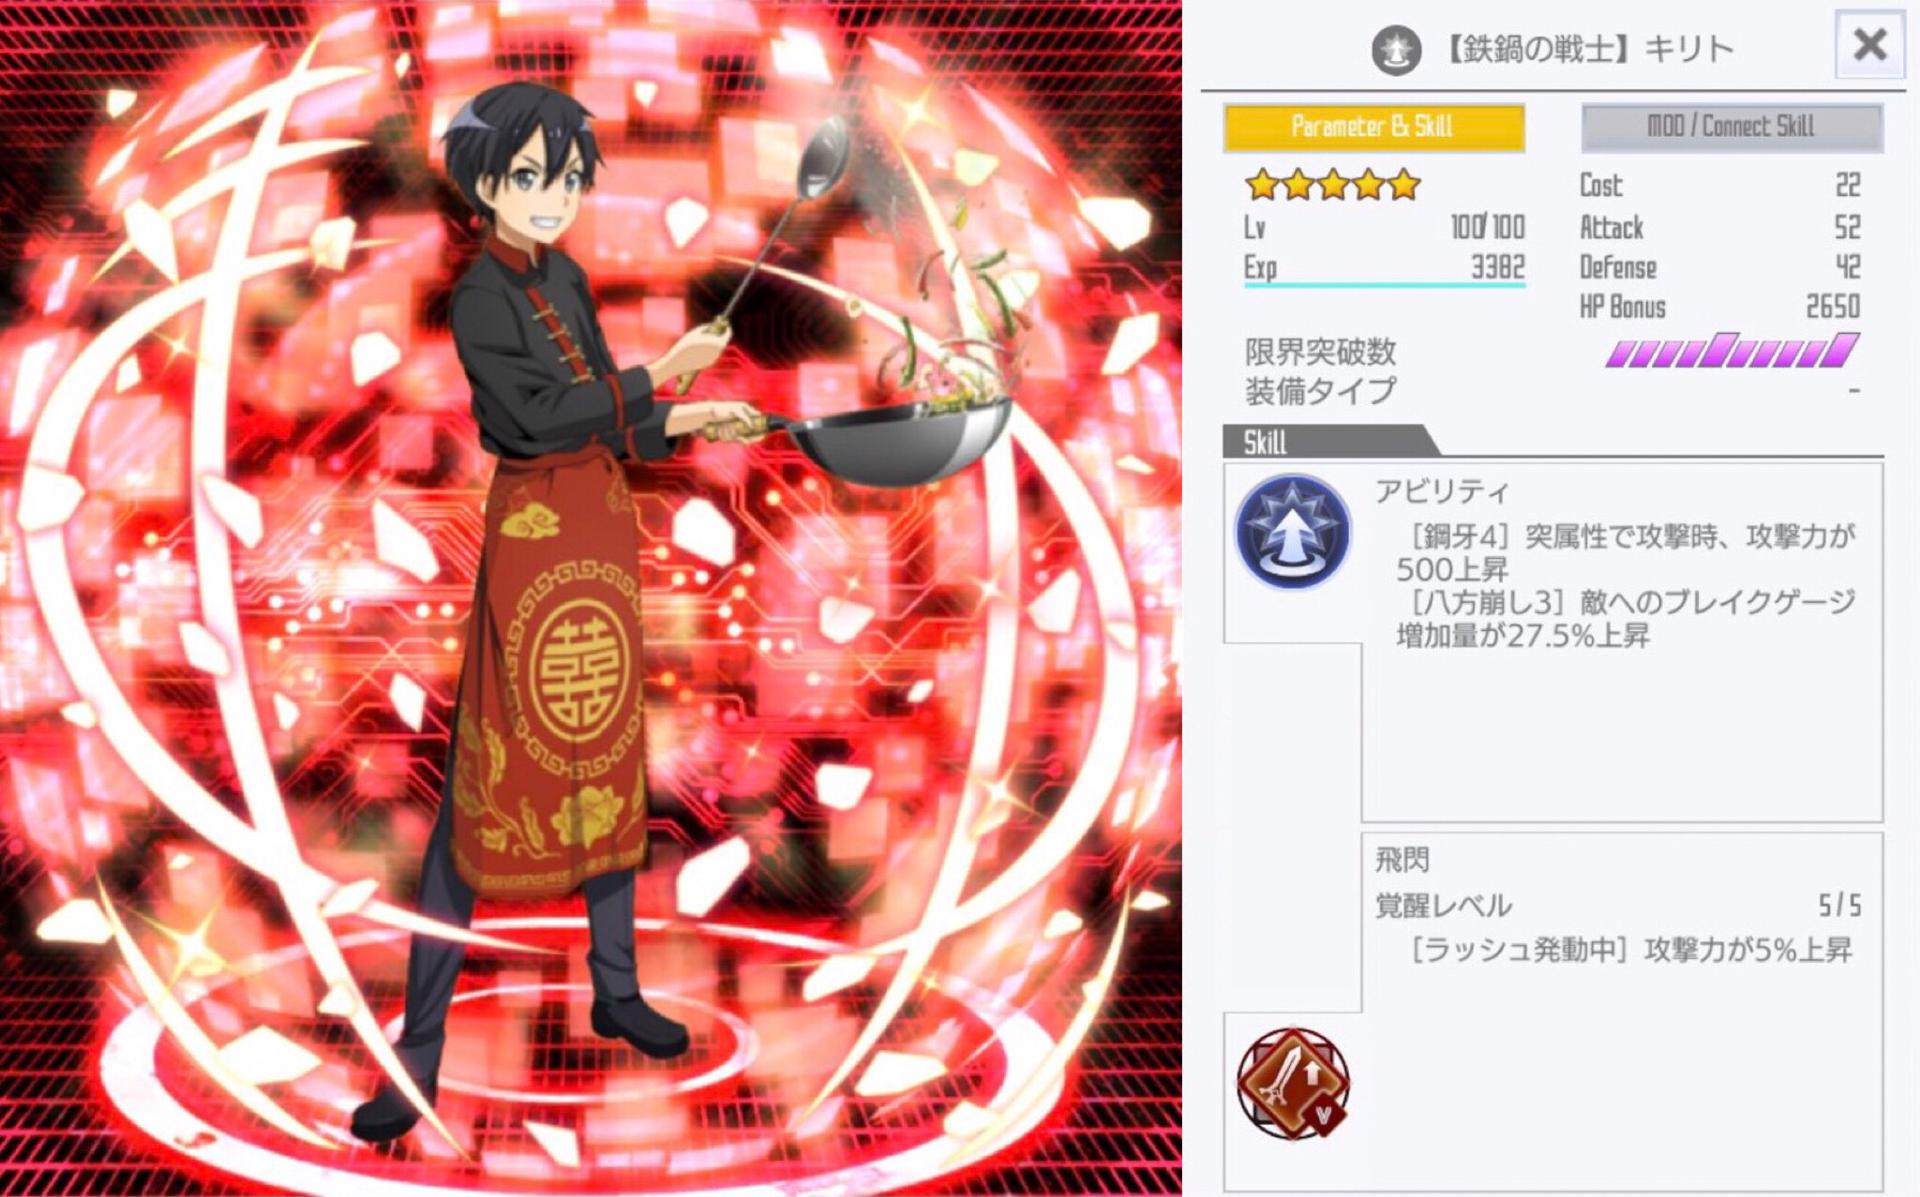 【鉄鍋の戦士】キリト
Parameter & Skill
MOD / Connect Skill
Lv 100/100
Exp 3382
Cost 22
Attack 52
Defense 42
HP Bonus 2650
限界突破数
装備タイプ -
Skill
アビリティ
［鋼牙4］突属性で攻撃時、攻撃力が
500上昇
［八方崩し3］敵へのブレイクゲージ
増加量が27.5%上昇
飛閃
覚醒レベル 5/5
［ラッシュ発動中］攻撃力が5%上昇
V
囍